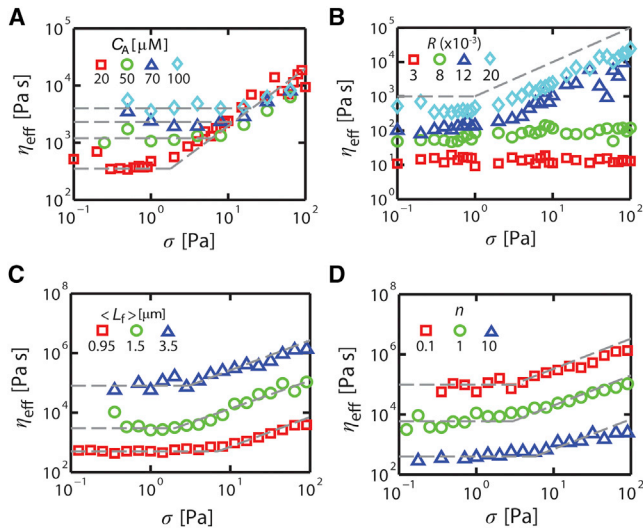 A
C_A [μM]
20 50 70 100
10^6
10^5
10^4
10^3
10^2
η_eff [Pa s]
10^-1 10^0 10^1 10^2
σ [Pa]
B
R (x10^-3)
3 8 12 20
10^5
10^4
10^3
10^2
10^1
10^0
η_eff [Pa s]
10^-1 10^0 10^1 10^2
σ [Pa]
C
< L_f > [μm]
0.95 1.5 3.5
10^8
10^6
10^4
10^2
η_eff [Pa s]
10^-1 10^0 10^1 10^2
σ [Pa]
D
n
0.1 1 10
10^8
10^6
10^4
10^2
η_eff [Pa s]
10^-1 10^0 10^1 10^2
σ [Pa]